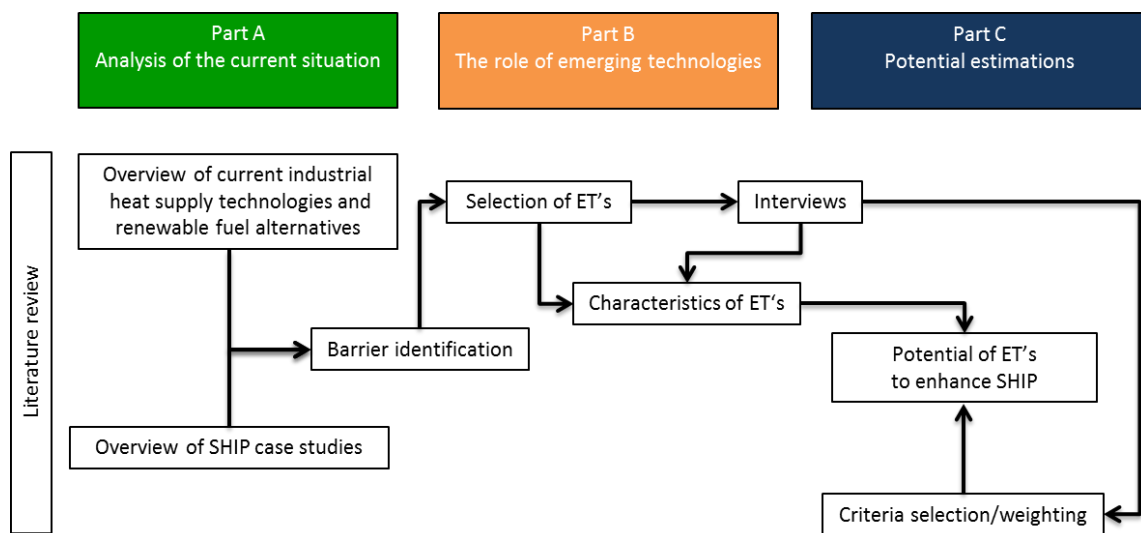 Part A
Analysis of the current situation
Part B
The role of emerging technologies
Part C
Potential estimations
Literature review
Overview of current industrial
heat supply technologies and
renewable fuel alternatives
Selection of ET’s
Interviews
Characteristics of ET‘s
Barrier identification
Potential of ET’s
to enhance SHIP
Overview of SHIP case studies
Criteria selection/weighting